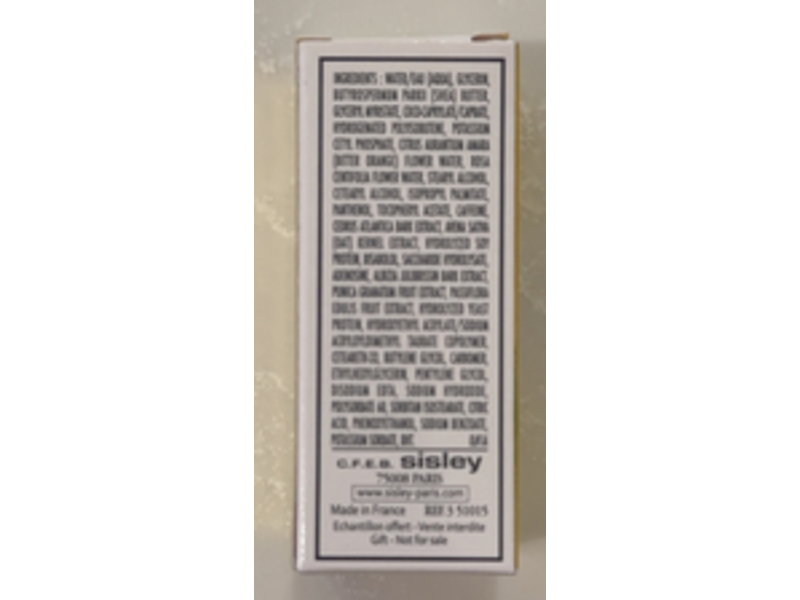 INGREDIENTS : WATER/EAU (AQUA), GLYCERIN,
BUTYROSPERMUM PARKII (SHEA) BUTTER,
GLYCERYL MYRISTATE, COCO-CAPRYLATE/CAPRATE,
HYDROGENATED POLYISOBUTENE, POTASSIUM
CETYL PHOSPHATE, CITRUS AURANTIUM AMARA
(BITTER ORANGE) FLOWER WATER, ROSA
CENTIFOLIA FLOWER WATER, STEARYL ALCOHOL,
CETEARYL ALCOHOL, ISOPROPYL PALMITATE,
PANTHENOL, TOCOPHERYL ACETATE, CAFFEINE,
CEDRUS ATLANTICA BARK EXTRACT, AVENA SATIVA
(OAT) KERNEL EXTRACT, HYDROLYZED SOY
PROTEIN, BISABOLOL, SACCHARIDE HYDROLYSATE,
ADENOSINE, ALBIZIA JULIBRISSIN BARK EXTRACT,
PUNICA GRANATUM FRUIT EXTRACT, PASSIFLORA
EDULIS FRUIT EXTRACT, HYDROLYZED YEAST
PROTEIN, HYDROXYETHYL ACRYLATE/SODIUM
ACRYLOYLDIMETHYL TAURATE COPOLYMER,
BUTYLENE GLYCOL, CARBOMER,
ETHYLHEXYLGLYCERIN, PENTYLENE GLYCOL,
DISODIUM EDTA, SODIUM HYDROXIDE,
POLYSORBATE 60, SORBITAN ISOSTEARATE, CITRIC
ACID, PHENOXYETHANOL, SODIUM BENZOATE,
POTASSIUM SORBATE, BHT.
C.F.E.B. sisley
75008 PARIS
www.sisley-paris.com
Made in France REF 3 51015
Echantillon offert - Vente interdite
Gift - Not for sale